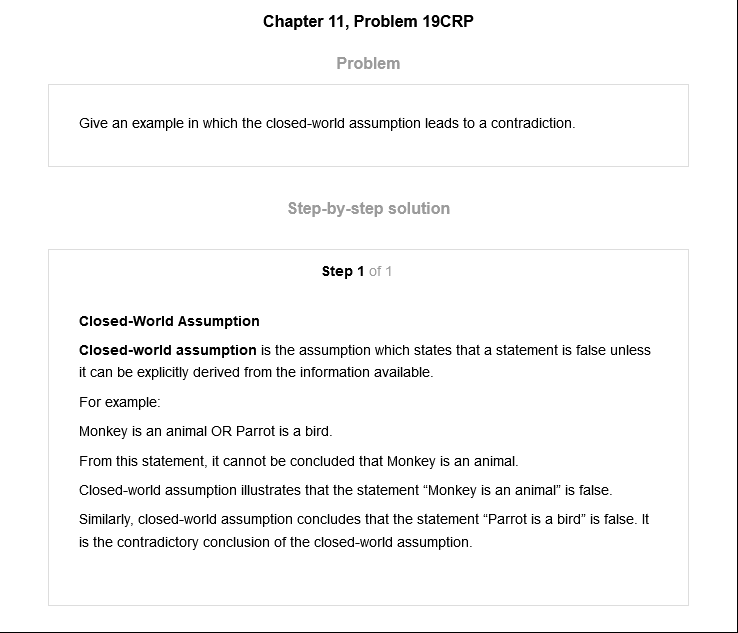 Chapter 11, Problem 19CRP
Problem
Give an example in which the closed-world assumption leads to a contradiction.
Step-by-step solution
Step 1 of 1
Closed-World Assumption
Closed-world assumption is the assumption which states that a statement is false unless
it can be explicitly derived from the information available.
For example:
Monkey is an animal OR Parrot is a bird.
From this statement, it cannot be concluded that Monkey is an animal.
Closed-world assumption illustrates that the statement “Monkey is an animal” is false.
Similarly, closed-world assumption concludes that the statement “Parrot is a bird” is false. It
is the contradictory conclusion of the closed-world assumption.